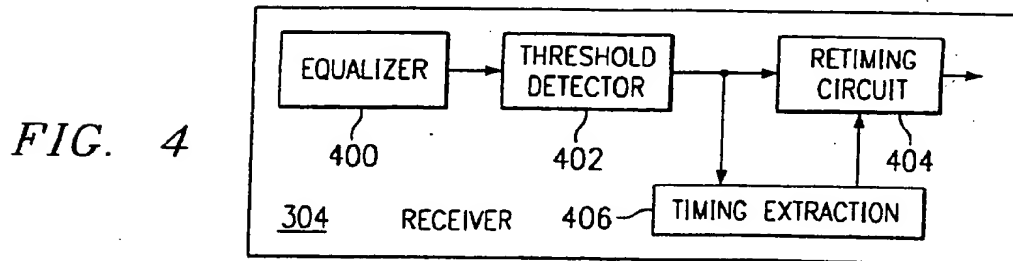 EQUALIZER
THRESHOLD
DETECTOR
RETIMING
CIRCUIT
FIG. 4
400
402
404
304
RECEIVER
406
TIMING EXTRACTION